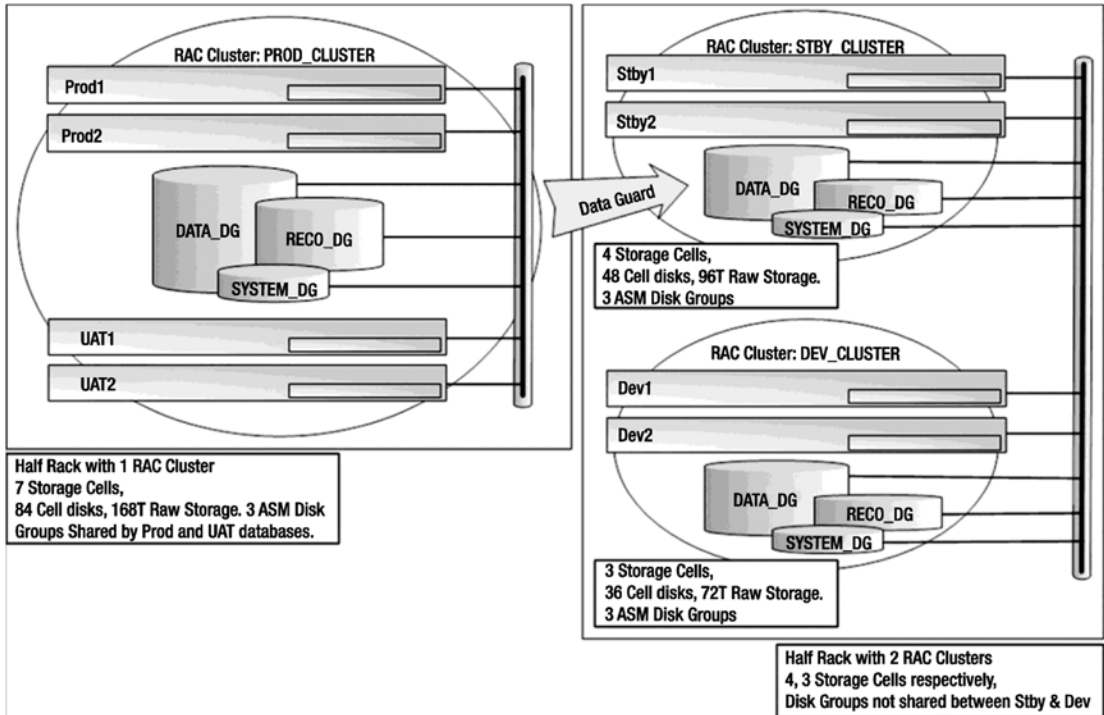 RAC Cluster: PROD_CLUSTER
Prod1
Prod2
DATA_DG
RECO_DG
SYSTEM_DG
UAT1
UAT2
Half Rack with 1 RAC Cluster
7 Storage Cells,
84 Cell disks, 168T Raw Storage. 3 ASM Disk
Groups Shared by Prod and UAT databases.
Data Guard
RAC Cluster: STBY_CLUSTER
Stby1
Stby2
DATA_DG
RECO_DG
SYSTEM_DG
4 Storage Cells,
48 Cell disks, 96T Raw Storage.
3 ASM Disk Groups
RAC Cluster: DEV_CLUSTER
Dev1
Dev2
DATA_DG
RECO_DG
SYSTEM_DG
3 Storage Cells,
36 Cell disks, 72T Raw Storage.
3 ASM Disk Groups
Half Rack with 2 RAC Clusters
4, 3 Storage Cells respectively,
Disk Groups not shared between Stby & Dev